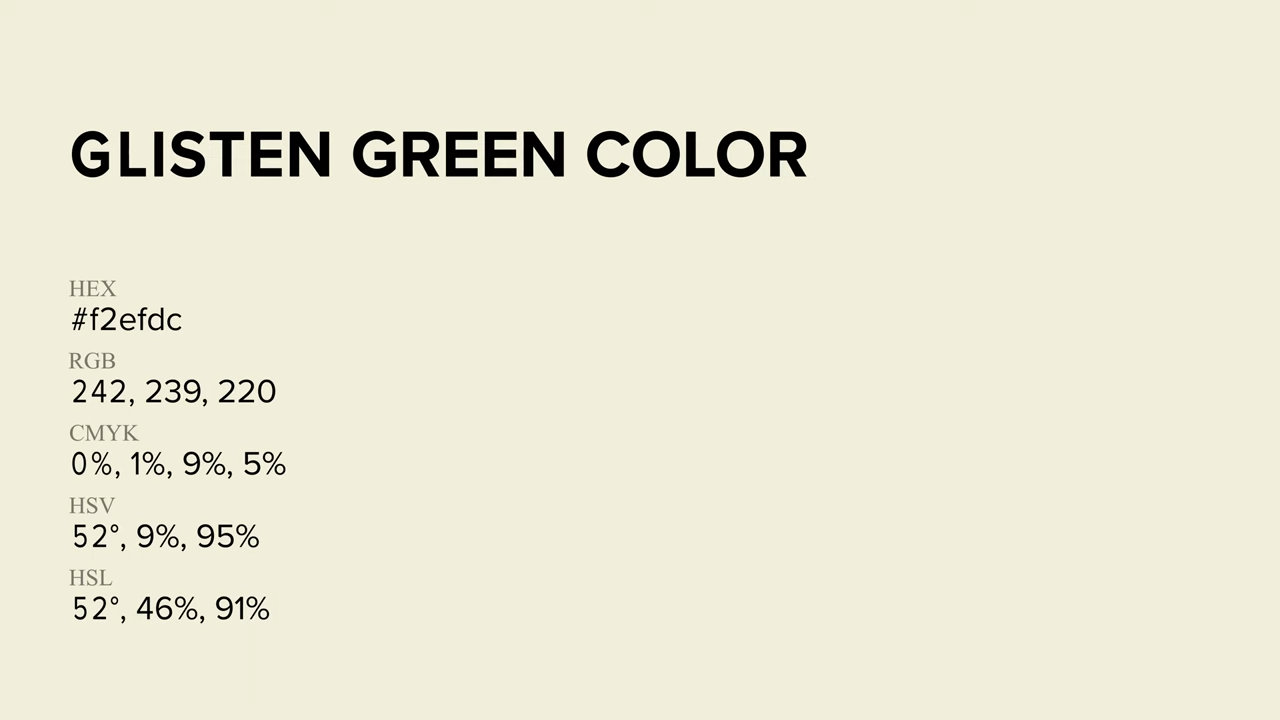 GLISTEN GREEN COLOR
HEX
#f2efdc
RGB
242, 239, 220
CMYK
0%, 1%, 9%, 5%
HSV
52°, 9%, 95%
HSL
52°, 46%, 91%